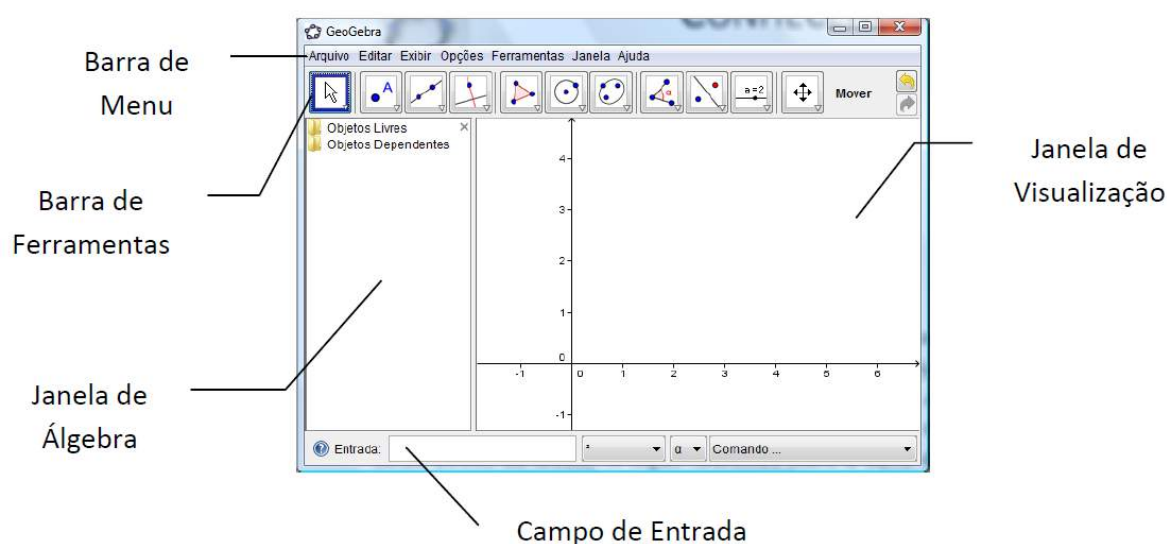 CONHEC
GeoGebra
Arquivo Editar Exibir Opções Ferramentas Janela Ajuda
A
α
a=2
Mover
Barra de
Menu
Objetos Livres
Objetos Dependentes
Barra de
Ferramentas
Janela de
Visualização
4
3
2
1
0
-1 0 1 2 3 4 5 6
-1
Janela de
Álgebra
Entrada:
²
α
Comando ...
Campo de Entrada